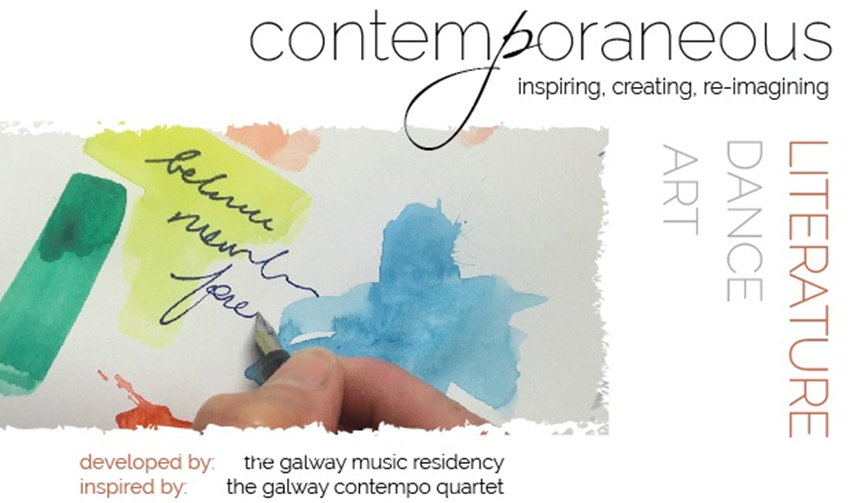 contemporaneous
inspiring, creating, re-imagining
LITERATURE
DANCE
ART
developed by: the galway music residency
inspired by: the galway contempo quartet